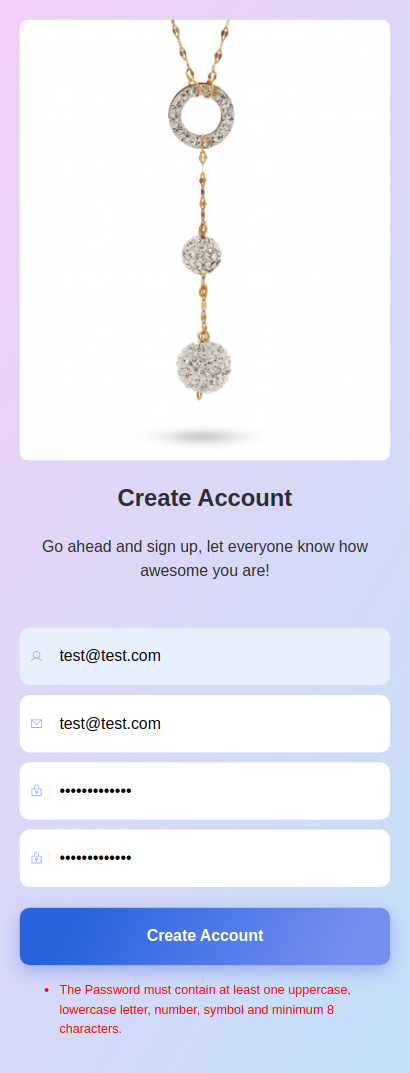 Create Account
Go ahead and sign up, let everyone know how
awesome you are!
test@test.com
test@test.com
•••••••••••••
•••••••••••••
Create Account
• The Password must contain at least one uppercase,
lowercase letter, number, symbol and minimum 8
characters.